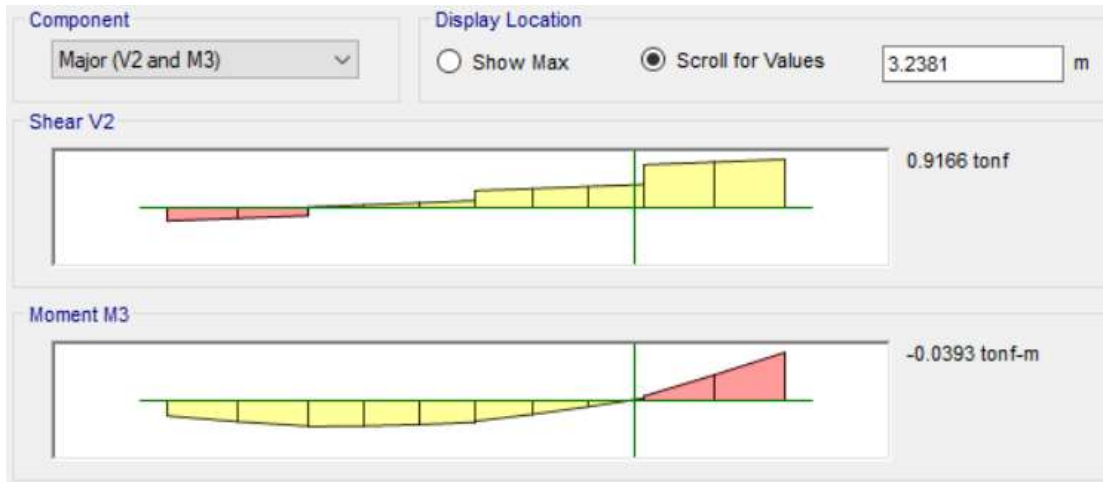 Component
Major (V2 and M3)
Display Location
Show Max
Scroll for Values
3.2381
m
Shear V2
0.9166 tonf
Moment M3
-0.0393 tonf-m